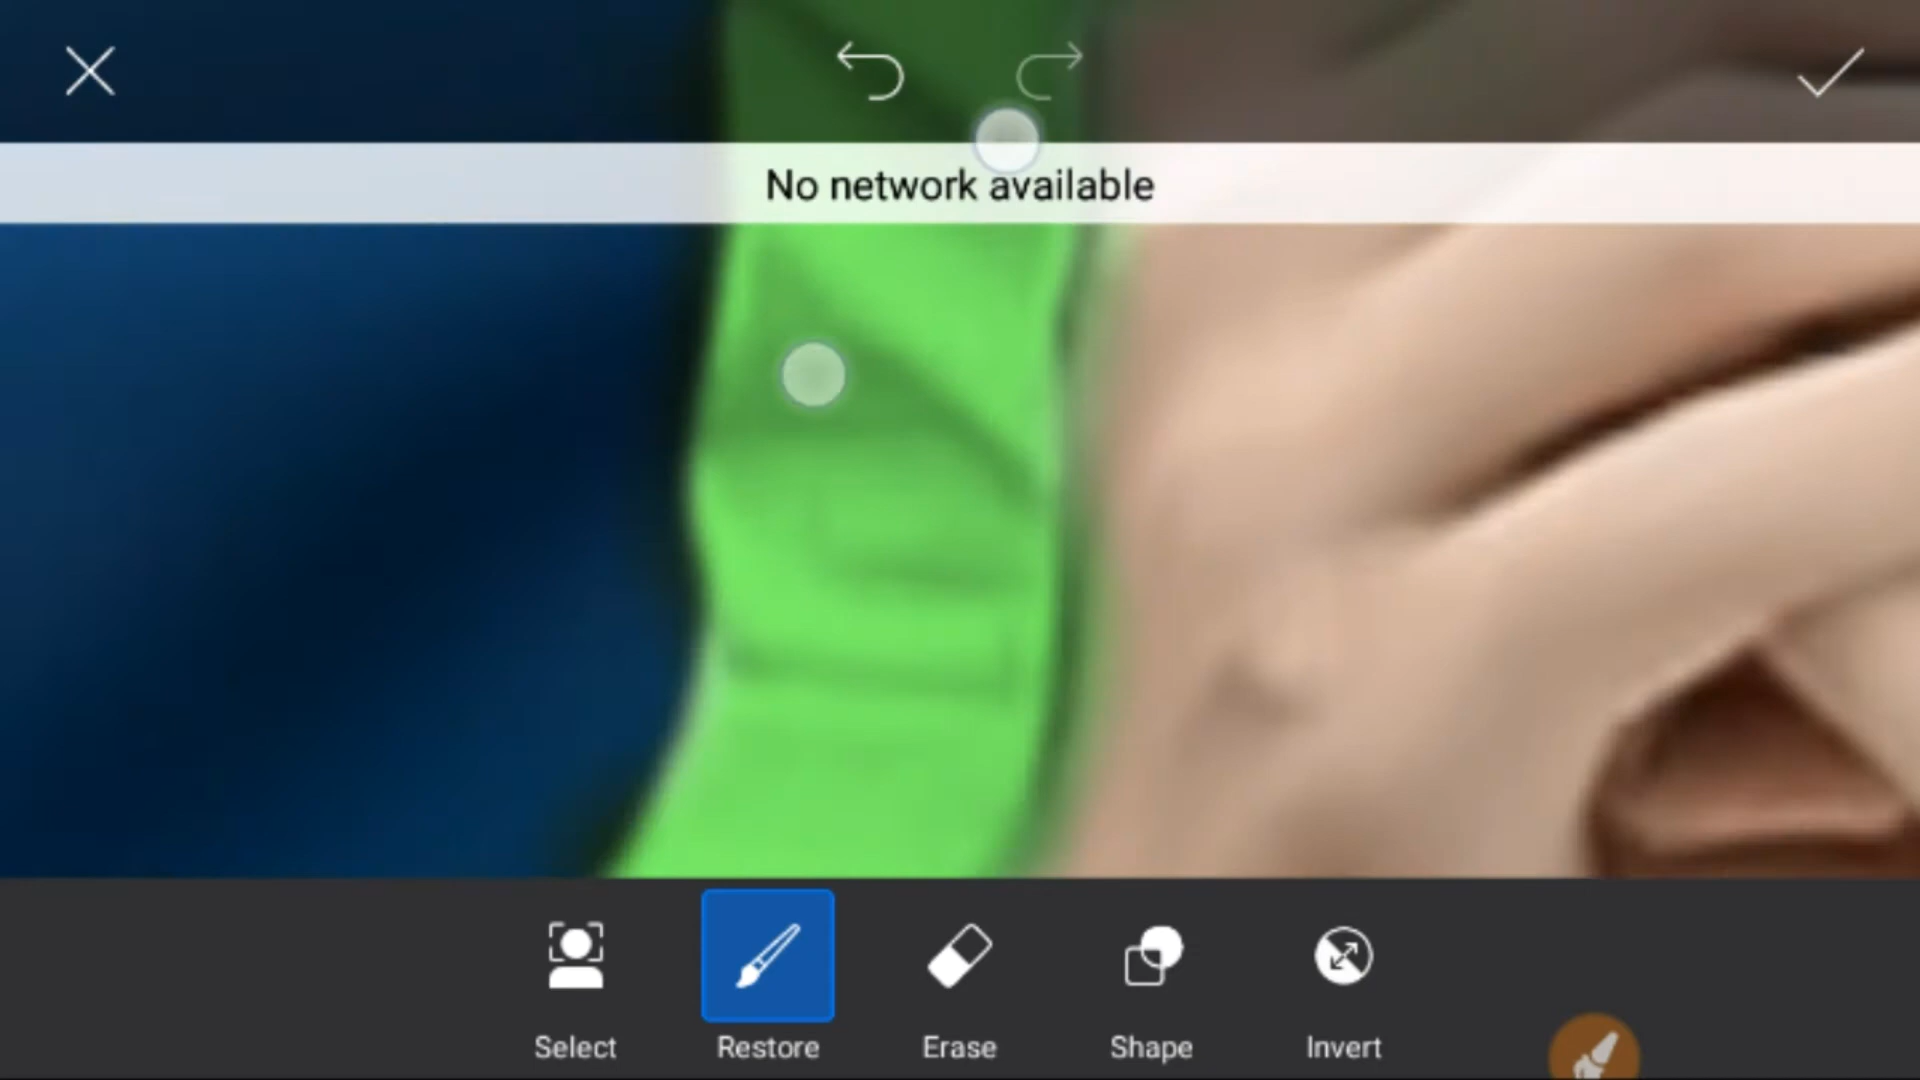 No network available
Select
Restore
Erase
Shape
Invert